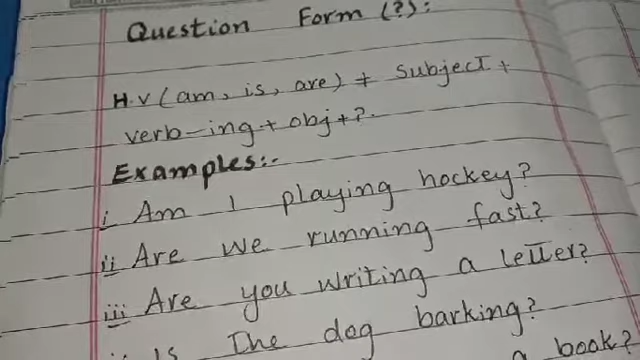 Question Form (?):
H.V (am, is, are) + subject +
verb-ing + obj + ?.
Examples:-
i Am I playing hockey?
ii Are we running fast?
iii Are you writing a letter?
Is The dog barking?
a book?